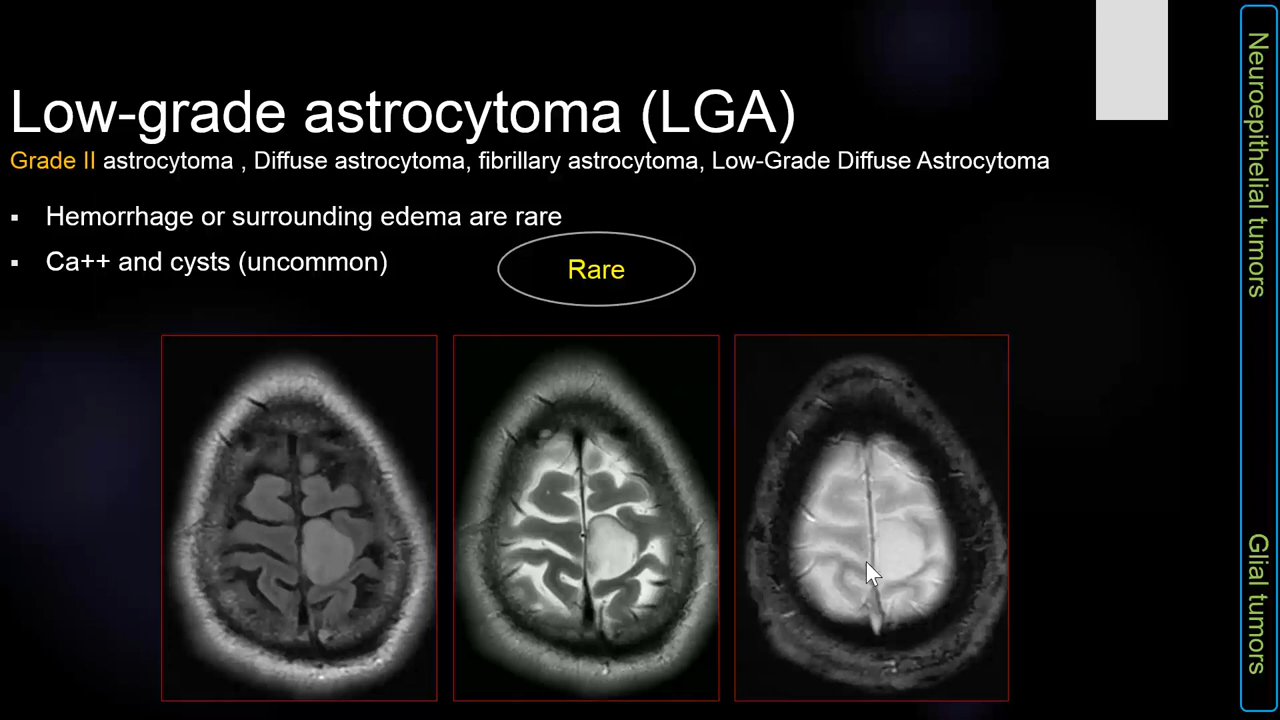 Low-grade astrocytoma (LGA)
Grade II astrocytoma , Diffuse astrocytoma, fibrillary astrocytoma, Low-Grade Diffuse Astrocytoma
▪ Hemorrhage or surrounding edema are rare
▪ Ca++ and cysts (uncommon)
Rare
Neuroepithelial tumors
Glial tumors